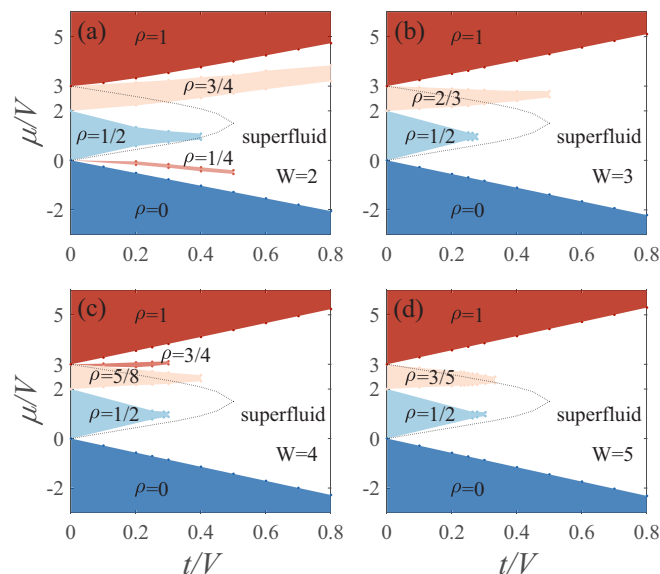 (a) (b)
5 ρ=1 5 ρ=1
3 ρ=3/4 3 ρ=2/3
μ/V 2 2
ρ=1/2 superfluid ρ=1/2 superfluid
0 ρ=1/4 0
W=2 W=3
-2 ρ=0 -2 ρ=0
0 0.2 0.4 0.6 0.8 0 0.2 0.4 0.6 0.8
(c) (d)
5 ρ=1 5 ρ=1
3 ρ=3/4 3
ρ=5/8 ρ=3/5
μ/V 2 2
ρ=1/2 superfluid ρ=1/2 superfluid
0 W=4 0 W=5
-2 ρ=0 -2 ρ=0
0 0.2 0.4 0.6 0.8 0 0.2 0.4 0.6 0.8
t/V t/V